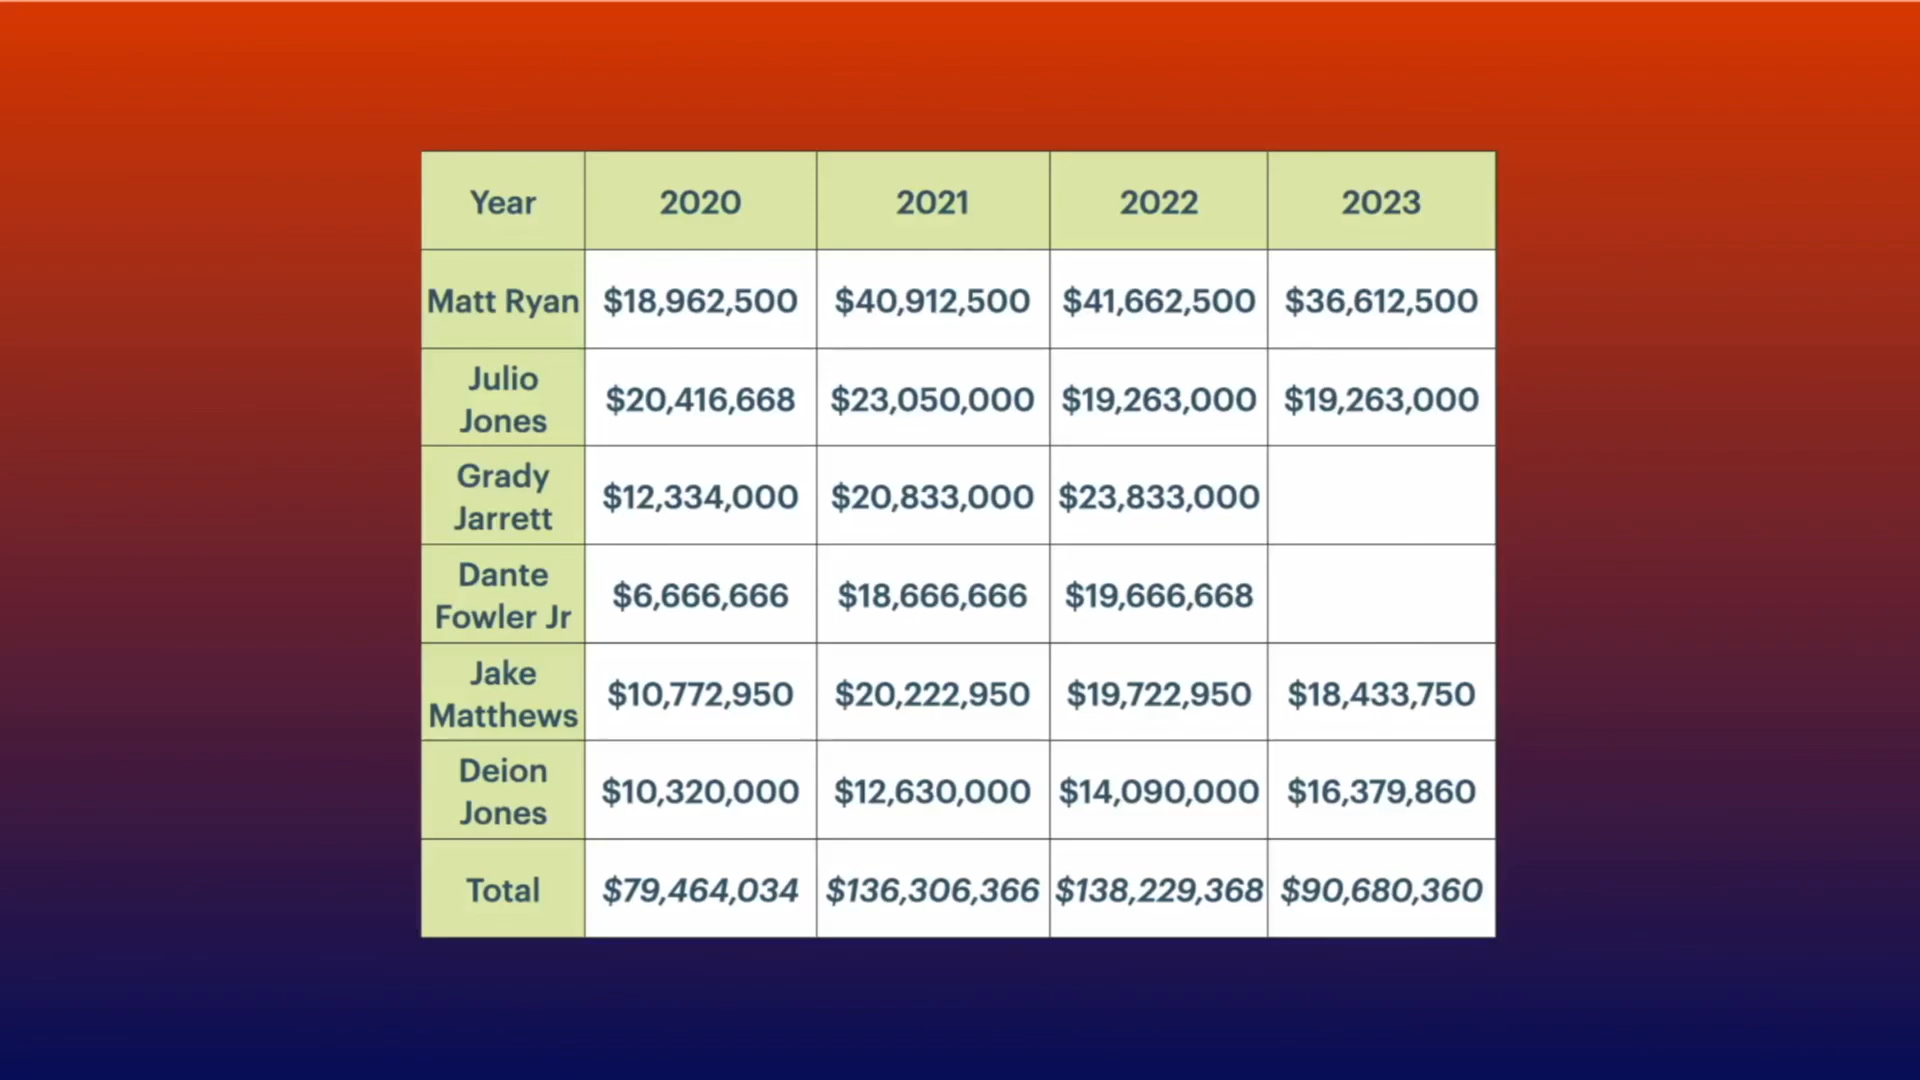 Year 2020 2021 2022 2023
Matt Ryan $18,962,500 $40,912,500 $41,662,500 $36,612,500
Julio
Jones $20,416,668 $23,050,000 $19,263,000 $19,263,000
Grady
Jarrett $12,334,000 $20,833,000 $23,833,000
Dante
Fowler Jr $6,666,666 $18,666,666 $19,666,668
Jake
Matthews $10,772,950 $20,222,950 $19,722,950 $18,433,750
Deion
Jones $10,320,000 $12,630,000 $14,090,000 $16,379,860
Total $79,464,034 $136,306,366 $138,229,368 $90,680,360